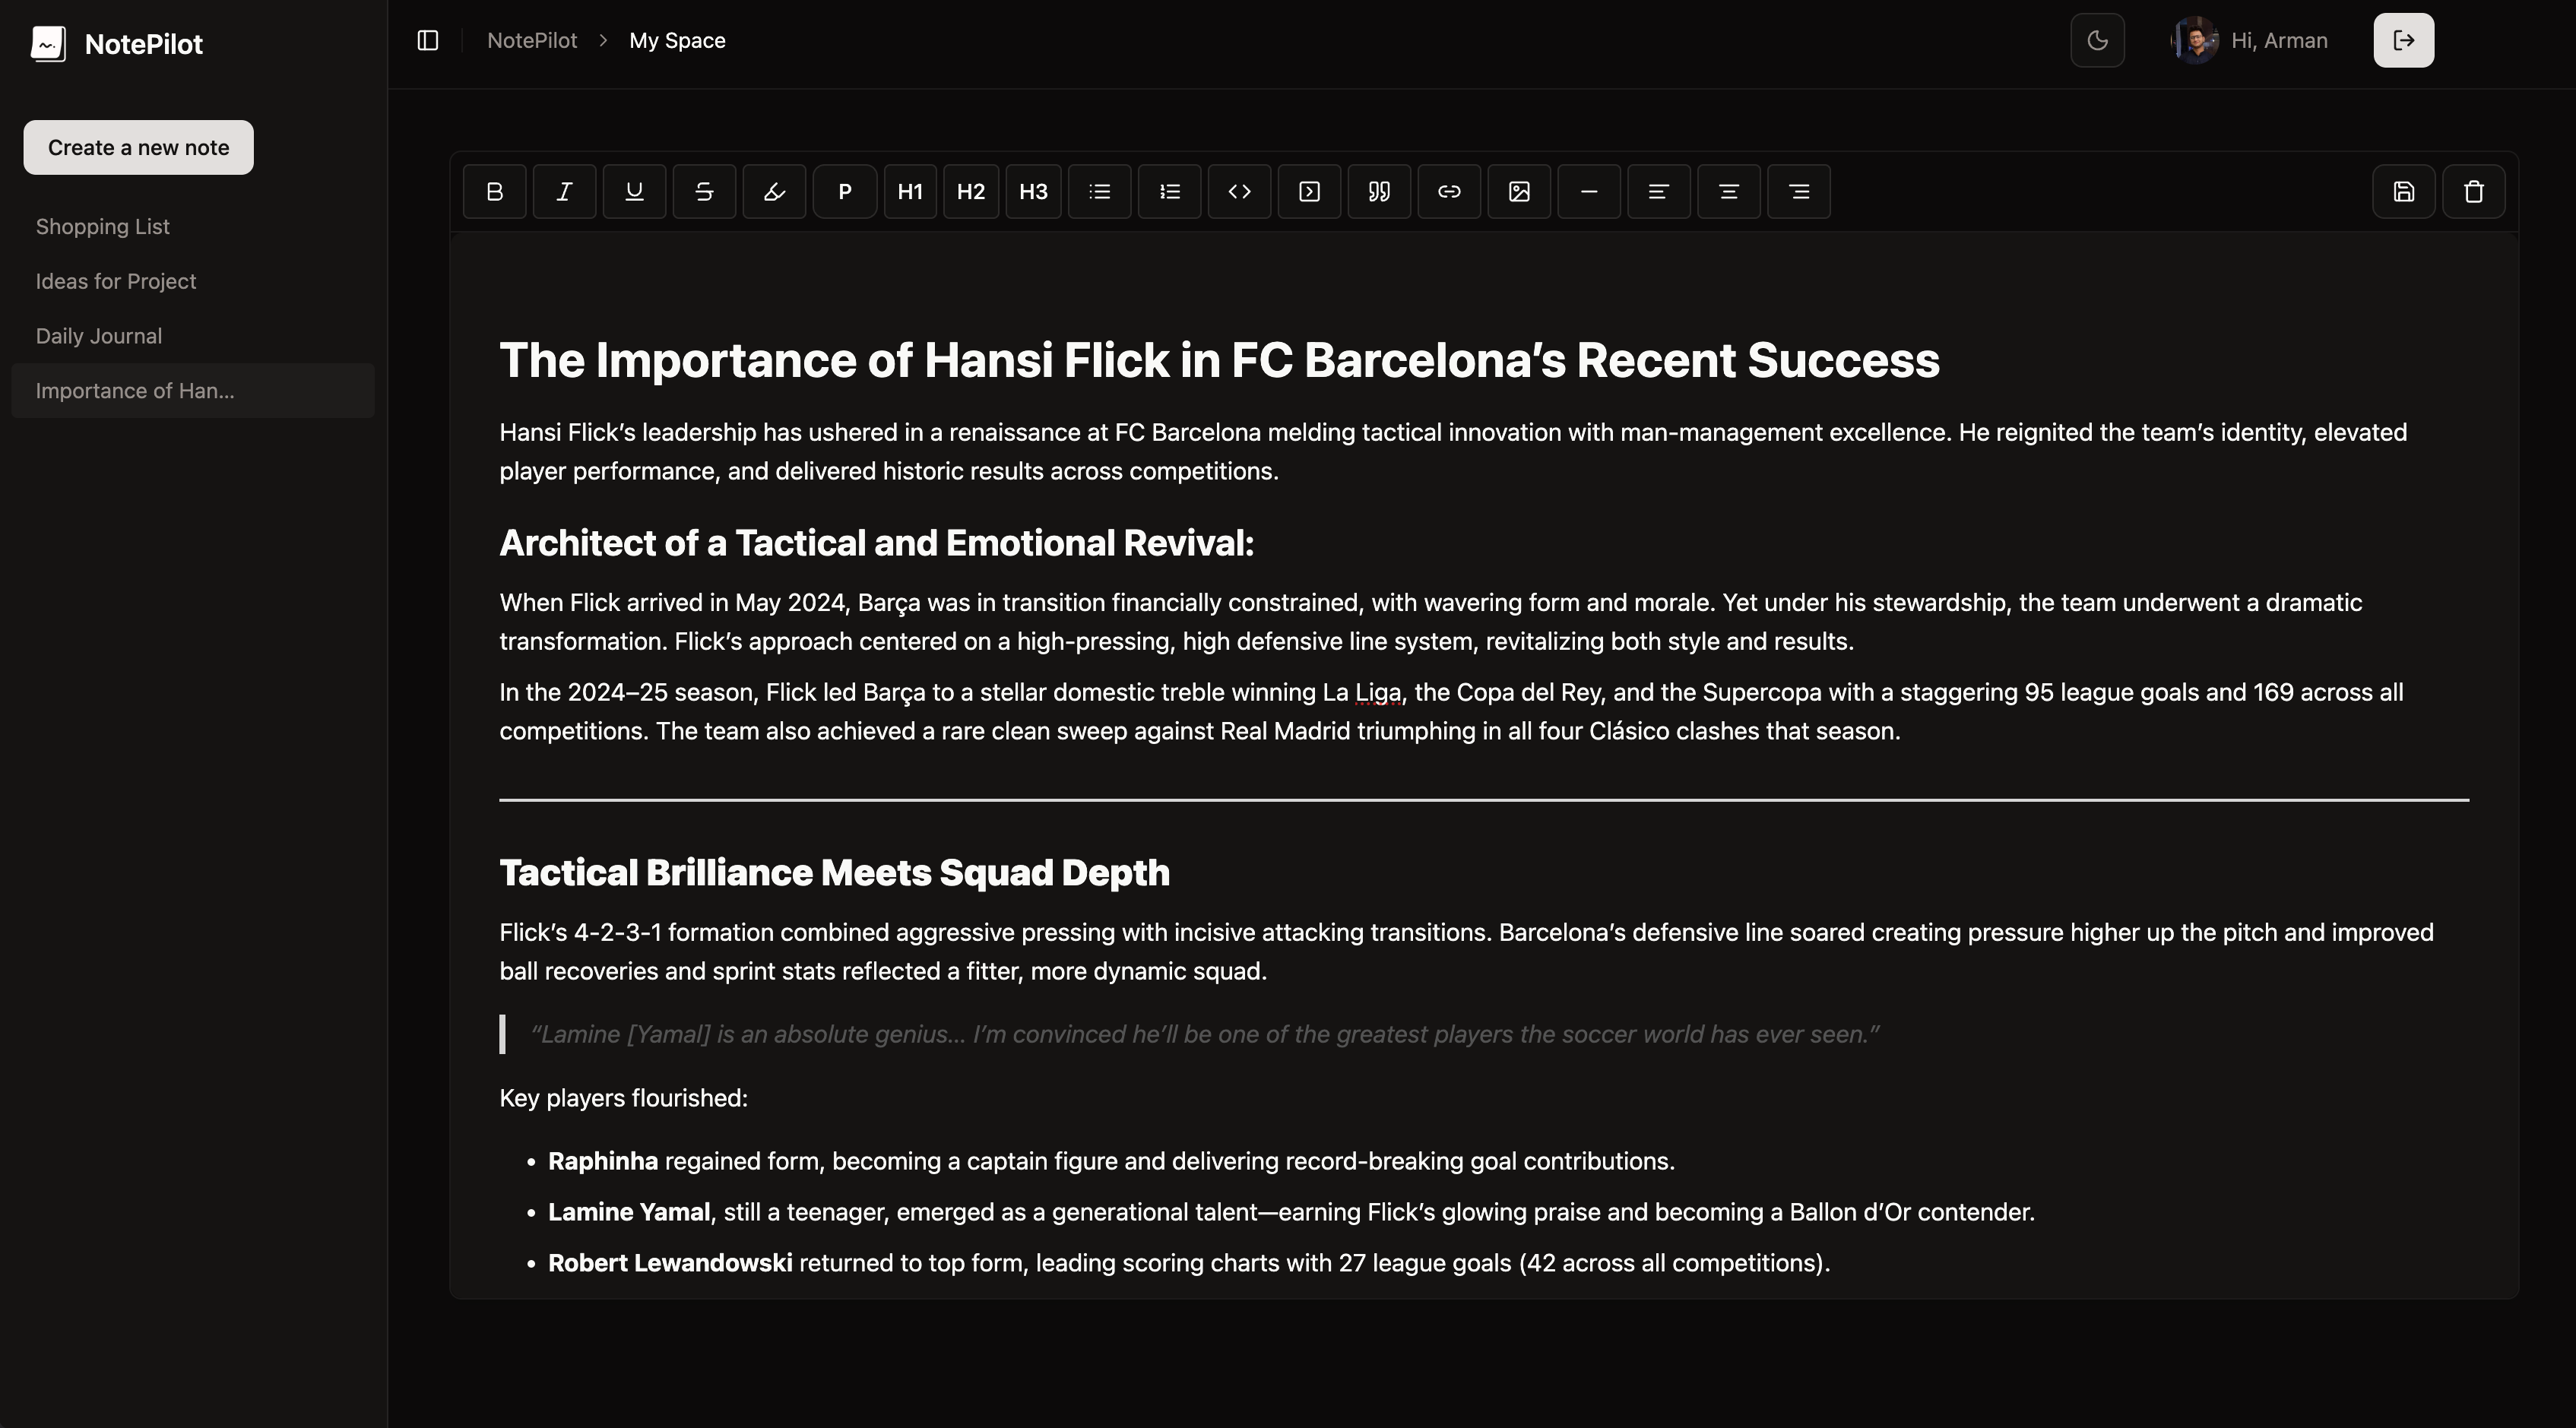 NotePilot
NotePilot > My Space
Hi, Arman
Create a new note
Shopping List
Ideas for Project
Daily Journal
Importance of Han...
B I U S P H1 H2 H3
The Importance of Hansi Flick in FC Barcelona’s Recent Success
Hansi Flick’s leadership has ushered in a renaissance at FC Barcelona melding tactical innovation with man-management excellence. He reignited the team’s identity, elevated
player performance, and delivered historic results across competitions.
Architect of a Tactical and Emotional Revival:
When Flick arrived in May 2024, Barça was in transition financially constrained, with wavering form and morale. Yet under his stewardship, the team underwent a dramatic
transformation. Flick’s approach centered on a high-pressing, high defensive line system, revitalizing both style and results.
In the 2024–25 season, Flick led Barça to a stellar domestic treble winning La Liga, the Copa del Rey, and the Supercopa with a staggering 95 league goals and 169 across all
competitions. The team also achieved a rare clean sweep against Real Madrid triumphing in all four Clásico clashes that season.
Tactical Brilliance Meets Squad Depth
Flick’s 4-2-3-1 formation combined aggressive pressing with incisive attacking transitions. Barcelona’s defensive line soared creating pressure higher up the pitch and improved
ball recoveries and sprint stats reflected a fitter, more dynamic squad.
“Lamine [Yamal] is an absolute genius... I’m convinced he’ll be one of the greatest players the soccer world has ever seen.”
Key players flourished:
• Raphinha regained form, becoming a captain figure and delivering record-breaking goal contributions.
• Lamine Yamal, still a teenager, emerged as a generational talent—earning Flick’s glowing praise and becoming a Ballon d’Or contender.
• Robert Lewandowski returned to top form, leading scoring charts with 27 league goals (42 across all competitions).